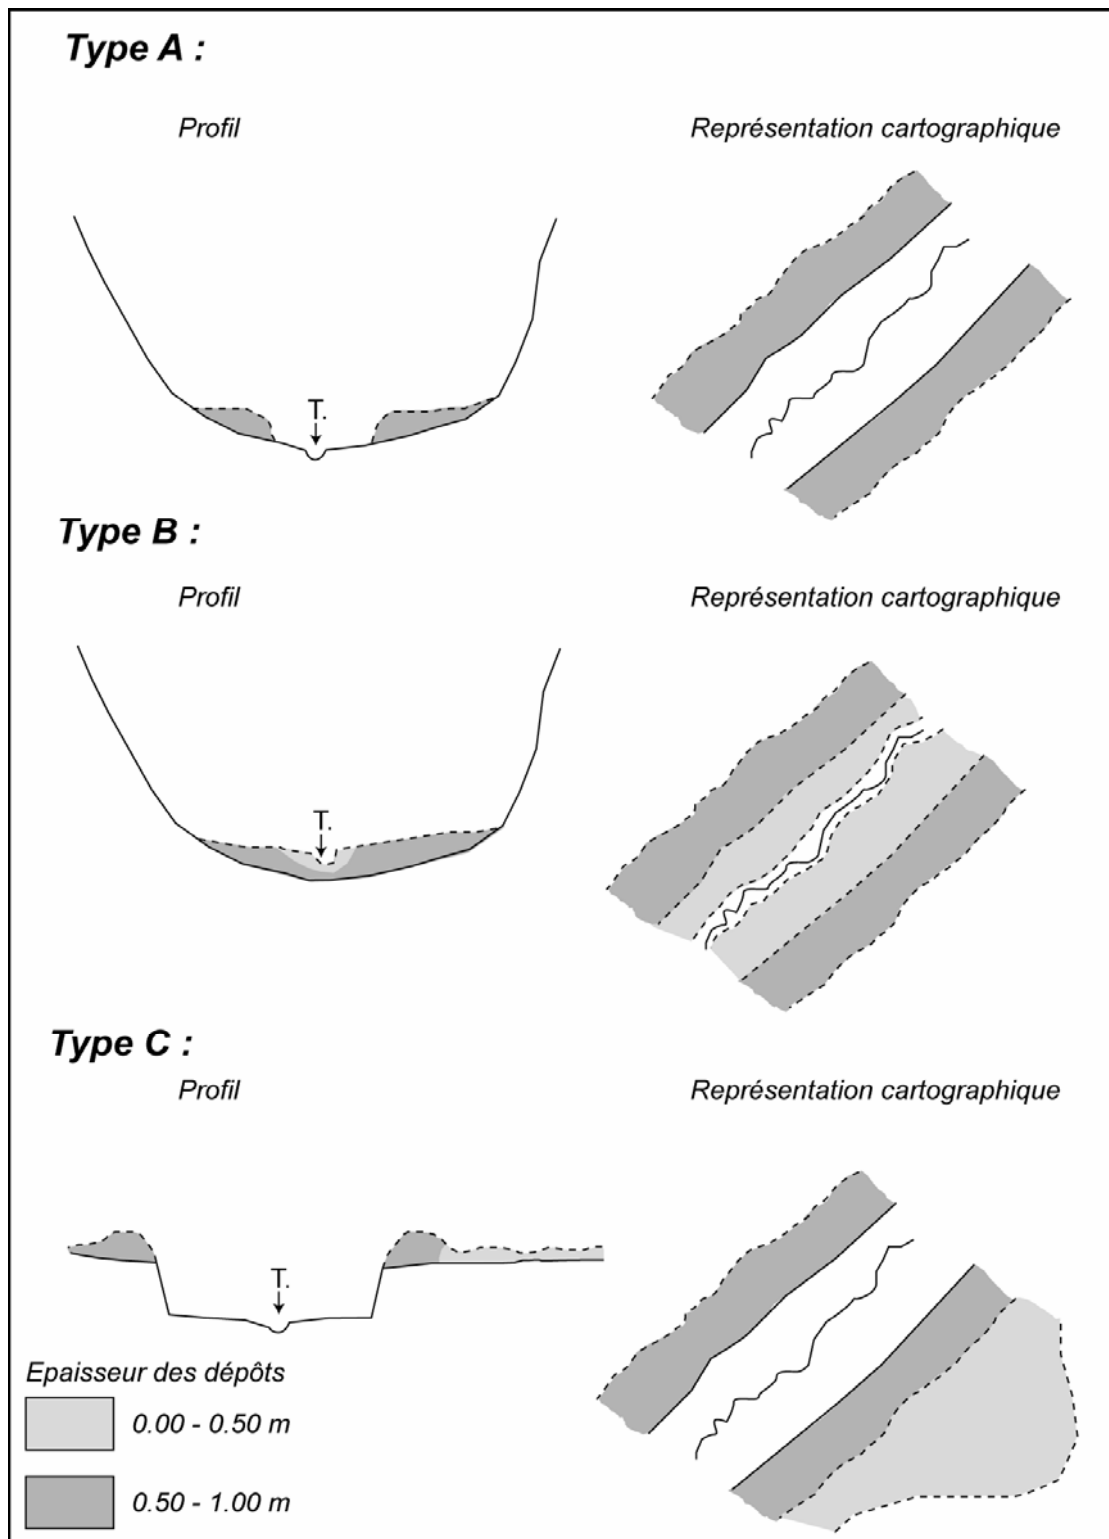 Type A :
Profil
Représentation cartographique
T.
Type B :
Profil
Représentation cartographique
T.
Type C :
Profil
Représentation cartographique
T.
Epaisseur des dépôts
0.00 - 0.50 m
0.50 - 1.00 m